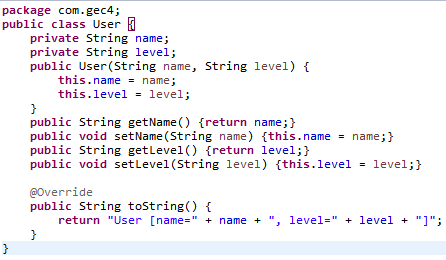 package com.gec4;
public class User {
    private String name;
    private String level;
    public User(String name, String level) {
        this.name = name;
        this.level = level;
    }
    public String getName() {return name;}
    public void setName(String name) {this.name = name;}
    public String getLevel() {return level;}
    public void setLevel(String level) {this.level = level;}
    @Override
    public String toString() {
        return "User [name=" + name + ", level=" + level + "]";
    }
}